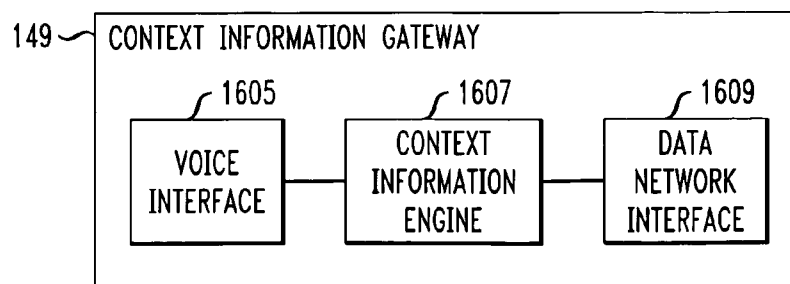 149
CONTEXT INFORMATION GATEWAY
1605
1607
1609
VOICE
INTERFACE
CONTEXT
INFORMATION
ENGINE
DATA
NETWORK
INTERFACE